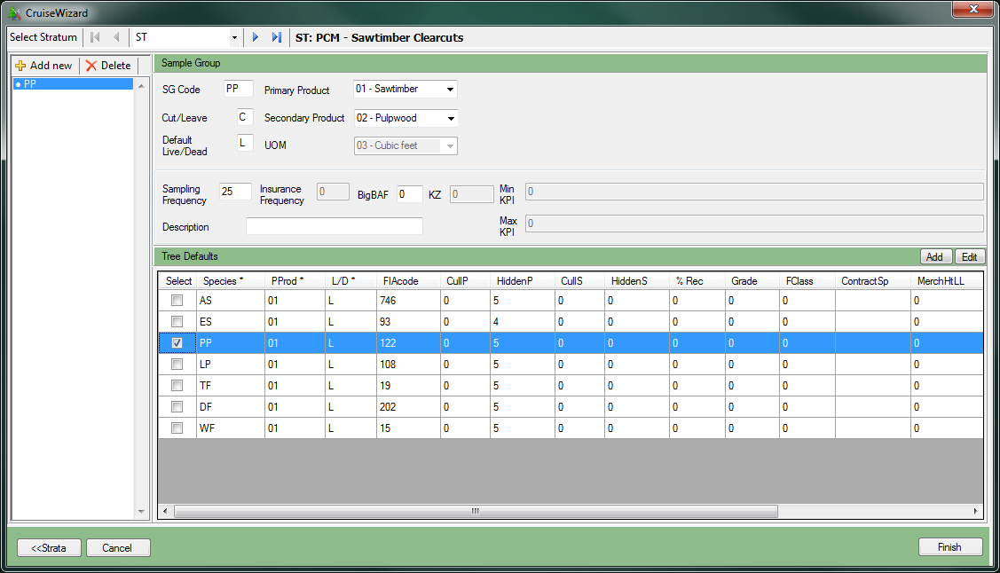 CruiseWizard
Select Stratum ST ST: PCM - Sawtimber Clearcuts
Add new Delete
PP
Sample Group
SG Code PP Primary Product 01 - Sawtimber
Cut/Leave C Secondary Product 02 - Pulpwood
Default Live/Dead L UOM 03 - Cubic feet
Sampling Frequency 25 Insurance Frequency 0 BigBAF 0 KZ 0 Min KPI 0
Description Max KPI 0
Tree Defaults Add Edit
Select Species * PProd * L/D * FIAcode CullP HiddenP CullS HiddenS % Rec Grade FClass ContractSp MerchHtLL
AS 01 L 746 0 5 0 0 0 0 0 0
ES 01 L 93 0 4 0 0 0 0 0 0
PP 01 L 122 0 5 0 0 0 0 0 0
LP 01 L 108 0 5 0 0 0 0 0 0
TF 01 L 19 0 5 0 0 0 0 0 0
DF 01 L 202 0 5 0 0 0 0 0 0
WF 01 L 15 0 5 0 0 0 0 0 0
<<Strata Cancel Finish